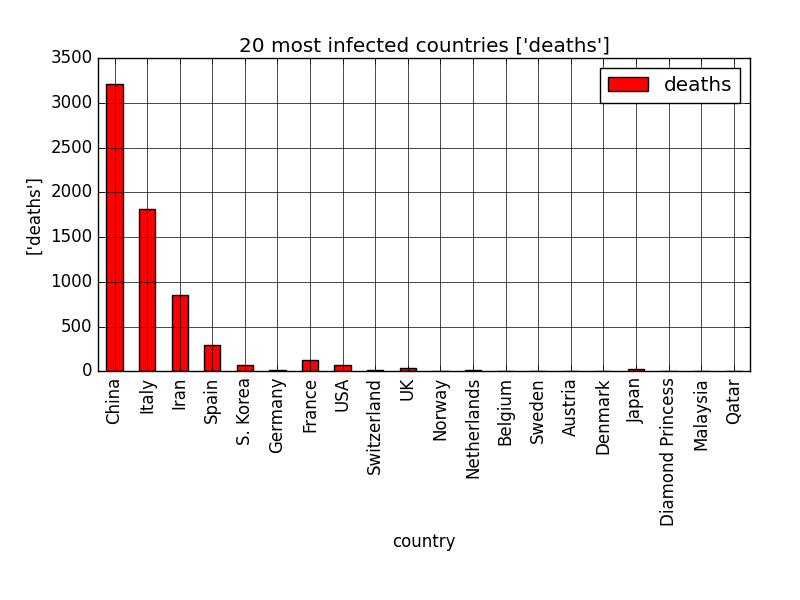 20 most infected countries ['deaths']
deaths
['deaths']
3500
3000
2500
2000
1500
1000
500
0
China
Italy
Iran
Spain
S. Korea
Germany
France
USA
Switzerland
UK
Norway
Netherlands
Belgium
Sweden
Austria
Denmark
Japan
Diamond Princess
Malaysia
Qatar
country